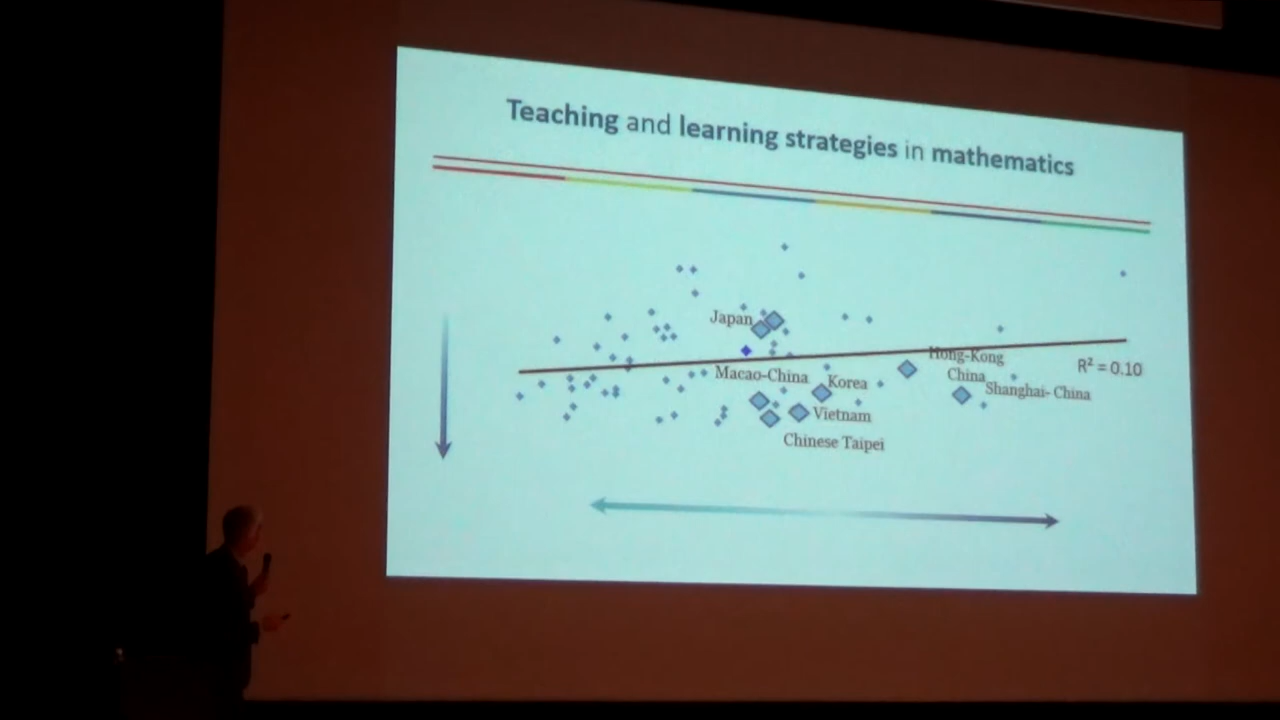 Teaching and learning strategies in mathematics
Japan
Hong-Kong
China
R² = 0.10
Macao-China
Korea
Shanghai- China
Vietnam
Chinese Taipei